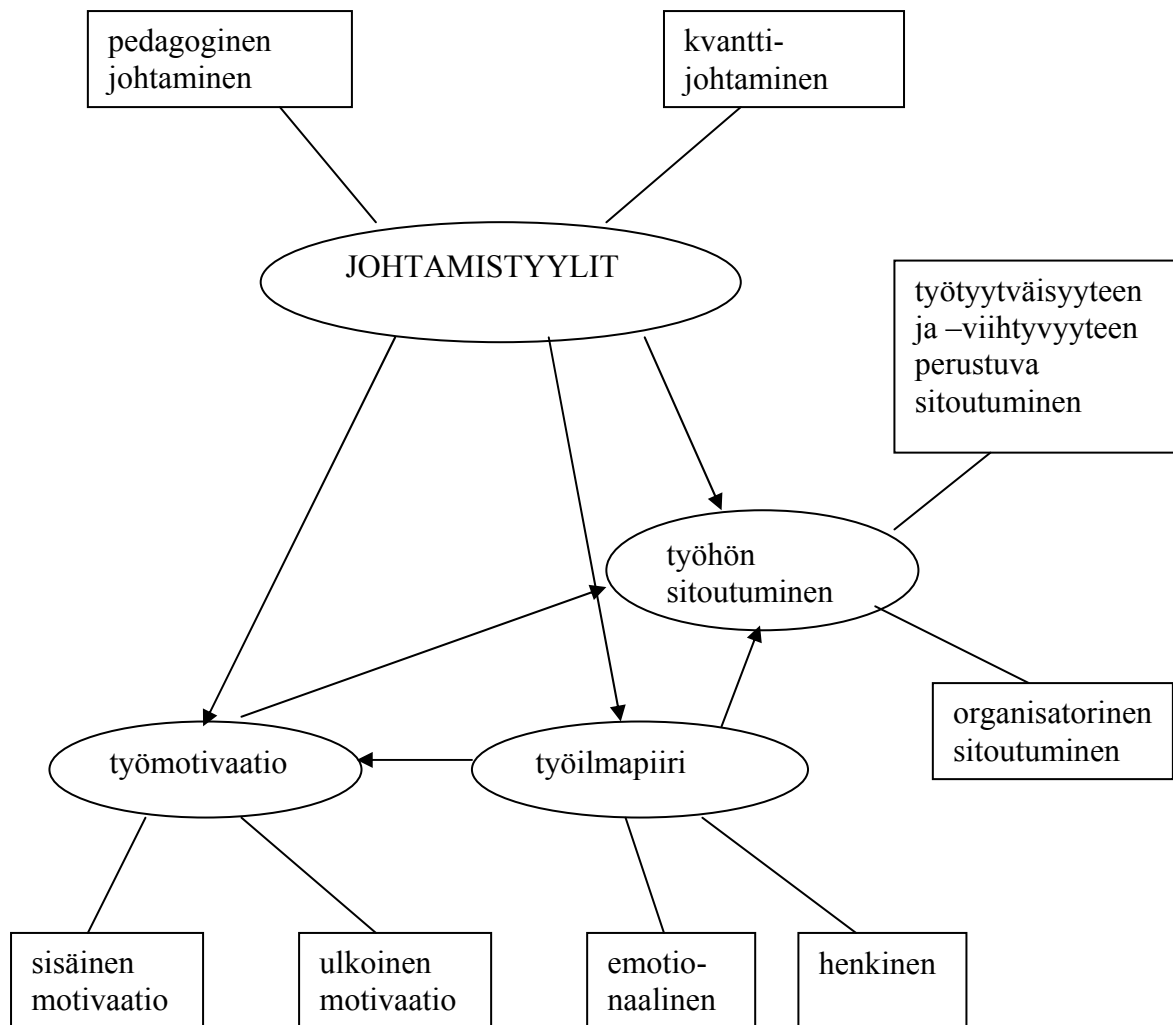 pedagoginen
johtaminen
kvantti-
johtaminen
JOHTAMISTYYLIT
työtyytväisyyteen
ja –viihtyvyyteen
perustuva
sitoutuminen
työhön
sitoutuminen
organisatorinen
sitoutuminen
työmotivaatio
työilmapiiri
sisäinen
motivaatio
ulkoinen
motivaatio
emotio-
naalinen
henkinen